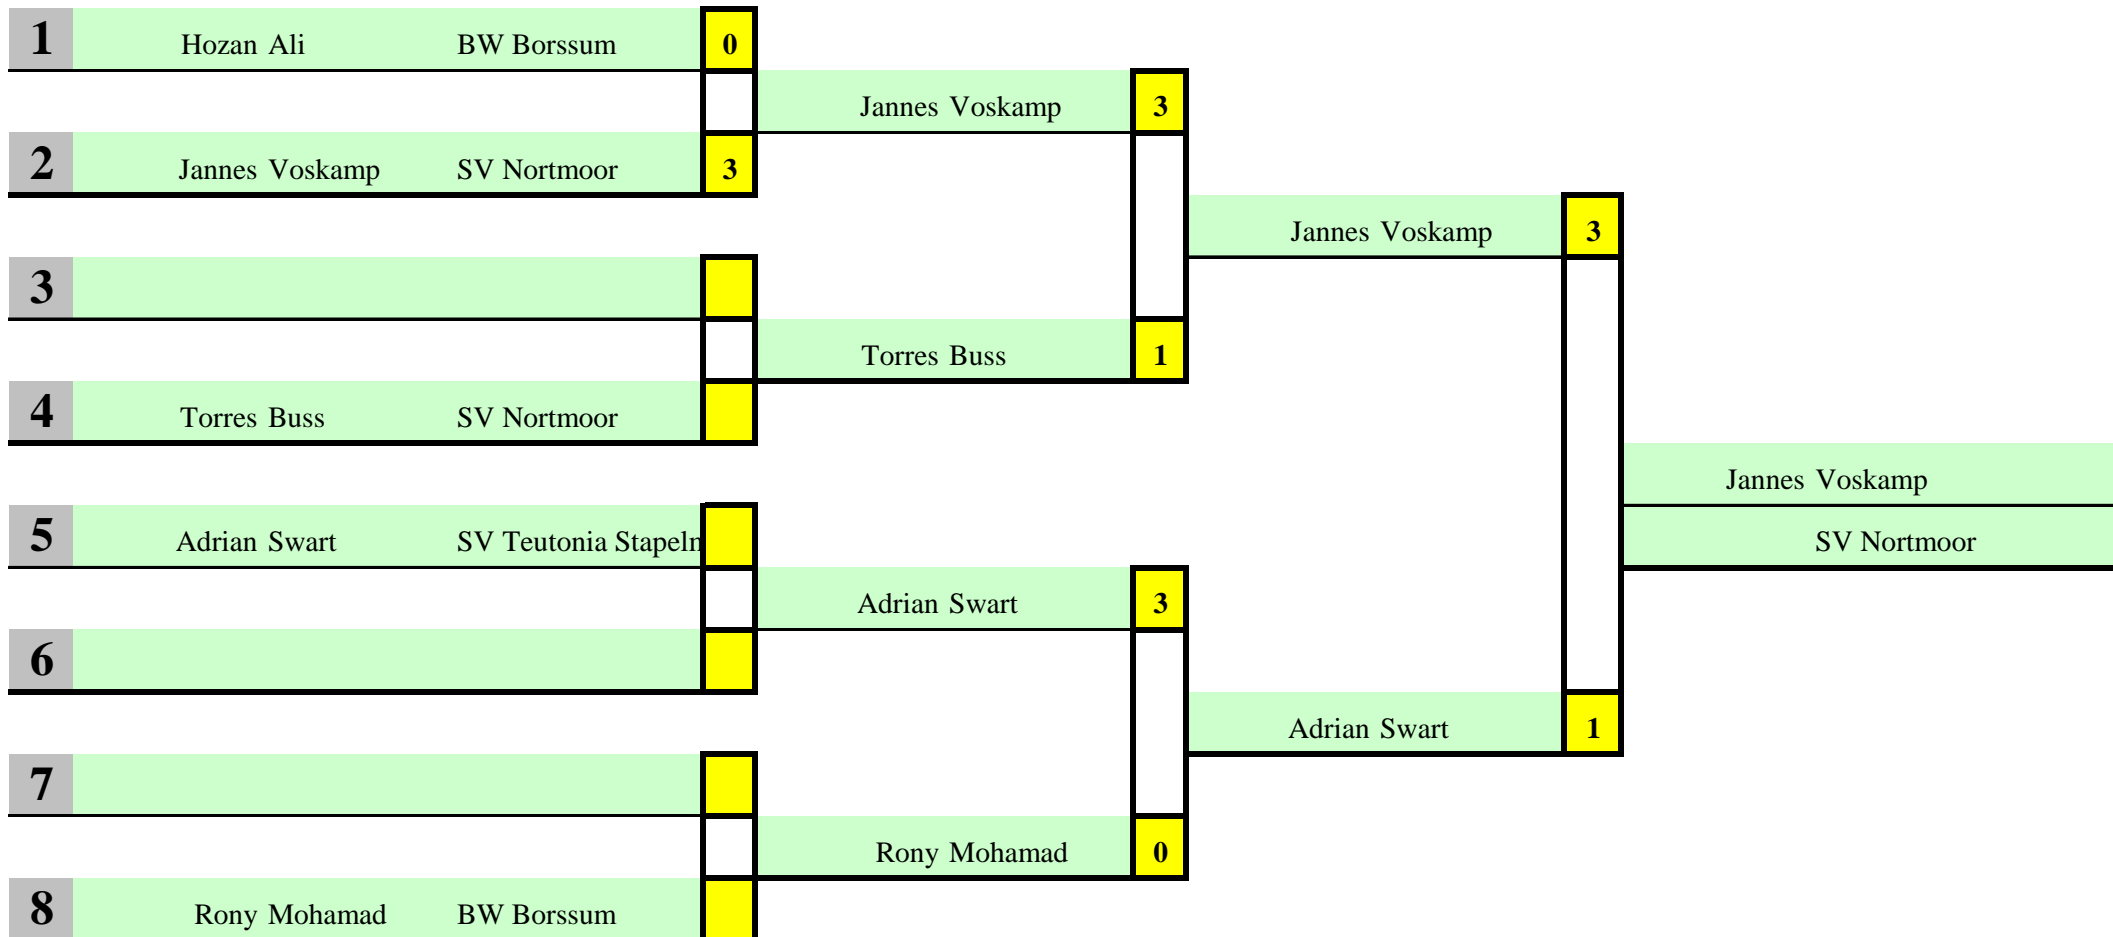 1 Hozan Ali BW Borssum 0
Jannes Voskamp 3
2 Jannes Voskamp SV Nortmoor 3
Jannes Voskamp 3
3
Torres Buss 1
4 Torres Buss SV Nortmoor
Jannes Voskamp
5 Adrian Swart SV Teutonia Stapeln
SV Nortmoor
Adrian Swart 3
6
Adrian Swart 1
7
Rony Mohamad 0
8 Rony Mohamad BW Borssum